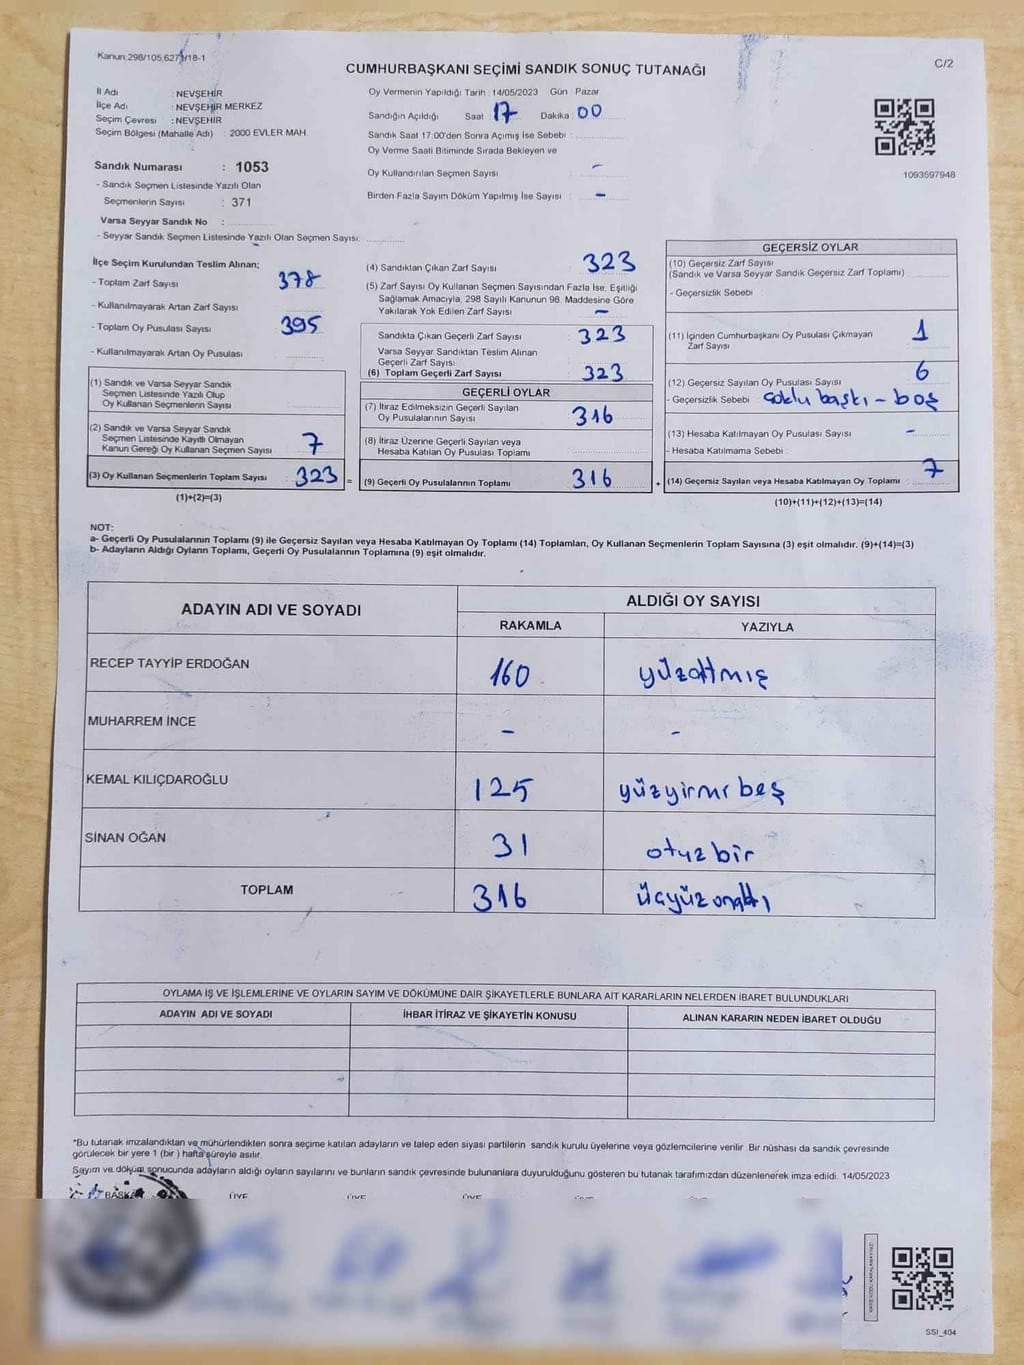 Kanun:298/105,627/18-1
C/2
CUMHURBAŞKANI SEÇİMİ SANDIK SONUÇ TUTANAĞI
İl Adı : NEVŞEHİR
İlçe Adı : NEVŞEHİR MERKEZ
Seçim Çevresi : NEVŞEHİR
Seçim Bölgesi (Mahalle Adı) : 2000 EVLER MAH.
Sandık Numarası : 1053
- Sandık Seçmen Listesinde Yazılı Olan
Seçmenlerin Sayısı : 371
Varsa Seyyar Sandık No :
- Seyyar Sandık Seçmen Listesinde Yazılı Olan Seçmen Sayısı:
Oy Vermenin Yapıldığı Tarih : 14/05/2023 Gün Pazar
Sandığın Açıldığı Saat 17 Dakika 00
Sandık Saat 17:00'den Sonra Açımış İse Sebebi :
Oy Verme Saati Bitiminde Sırada Bekleyen ve
Oy Kullandırılan Seçmen Sayısı : -
Birden Fazla Sayım Döküm Yapılmış İse Sayısı : -
1093597948
İlçe Seçim Kurulundan Teslim Alınan;
- Toplam Zarf Sayısı 378
- Kullanılmayarak Artan Zarf Sayısı
- Toplam Oy Pusulası Sayısı 395
- Kullanılmayarak Artan Oy Pusulası
(1) Sandık ve Varsa Seyyar Sandık
Seçmen Listesinde Yazılı Olup
Oy Kullanan Seçmenlerin Sayısı
(2) Sandık ve Varsa Seyyar Sandık
Seçmen Listesinde Kayıtlı Olmayan
Kanun Gereği Oy Kullanan Seçmen Sayısı 7
(3) Oy Kullanan Seçmenlerin Toplam Sayısı 323 =
(1)+(2)=(3)
(4) Sandıktan Çıkan Zarf Sayısı 323
(5) Zarf Sayısı Oy Kullanan Seçmen Sayısından Fazla İse, Eşitliği
Sağlamak Amacıyla, 298 Sayılı Kanunun 98. Maddesine Göre
Yakılarak Yok Edilen Zarf Sayısı : -
Sandıkta Çıkan Geçerli Zarf Sayısı 323
Varsa Seyyar Sandıktan Teslim Alınan
Geçerli Zarf Sayısı
(6) Toplam Geçerli Zarf Sayısı 323
GEÇERLİ OYLAR
(7) İtiraz Edilmeksizin Geçerli Sayılan
Oy Pusulalarının Sayısı 316
(8) İtiraz Üzerine Geçerli Sayılan veya
Hesaba Katılan Oy Pusulası Toplamı
(9) Geçerli Oy Pusulalarının Toplamı 316 +
GEÇERSİZ OYLAR
(10) Geçersiz Zarf Sayısı
(Sandık ve Varsa Seyyar Sandık Geçersiz Zarf Toplamı)
- Geçersizlik Sebebi :
(11) İçinden Cumhurbaşkanı Oy Pusulası Çıkmayan
Zarf Sayısı 1
(12) Geçersiz Sayılan Oy Pusulası Sayısı 6
- Geçersizlik Sebebi çoklu baskı - boş
(13) Hesaba Katılmayan Oy Pusulası Sayısı -
- Hesaba Katılmama Sebebi :
(14) Geçersiz Sayılan veya Hesaba Katılmayan Oy Toplamı 7
(10)+(11)+(12)+(13)=(14)
NOT:
a- Geçerli Oy Pusulalarının Toplamı (9) ile Geçersiz Sayılan veya Hesaba Katılmayan Oy Toplamı (14) Toplamları, Oy Kullanan Seçmenlerin Toplam Sayısına (3) eşit olmalıdır. (9)+(14)=(3)
b- Adayların Aldığı Oyların Toplamı, Geçerli Oy Pusulalarının Toplamına (9) eşit olmalıdır.
ADAYIN ADI VE SOYADI ALDIĞI OY SAYISI
RAKAMLA YAZIYLA
RECEP TAYYİP ERDOĞAN 160 yüzaltmış
MUHARREM İNCE - -
KEMAL KILIÇDAROĞLU 125 yüzyirmi beş
SİNAN OĞAN 31 otuzbir
TOPLAM 316 üçyüzonaltı
OYLAMA İŞ VE İŞLEMLERİNE VE OYLARIN SAYIM VE DÖKÜMÜNE DAİR ŞİKAYETLERLE BUNLARA AİT KARARLARIN NELERDEN İBARET BULUNDUKLARI
ADAYIN ADI VE SOYADI İHBAR İTİRAZ VE ŞİKAYETİN KONUSU ALINAN KARARIN NEDEN İBARET OLDUĞU
*Bu tutanak imzalandıktan ve mühürlendikten sonra seçime katılan adayların ve talep eden siyasi partilerin sandık kurulu üyelerine veya gözlemcilerine verilir Bir nüshası da sandık çevresinde
görülecek bir yere 1 (bir ) hafta süreyle asılır.
Sayım ve döküm sonucunda adayların aldığı oyların sayılarını ve bunların sandık çevresinde bulunanlara duyurulduğunu gösteren bu tutanak tarafımızdan düzenlenerek imza edildi. 14/05/2023
BAŞKAN ÜYE ÜYE ÜYE
SSI_404